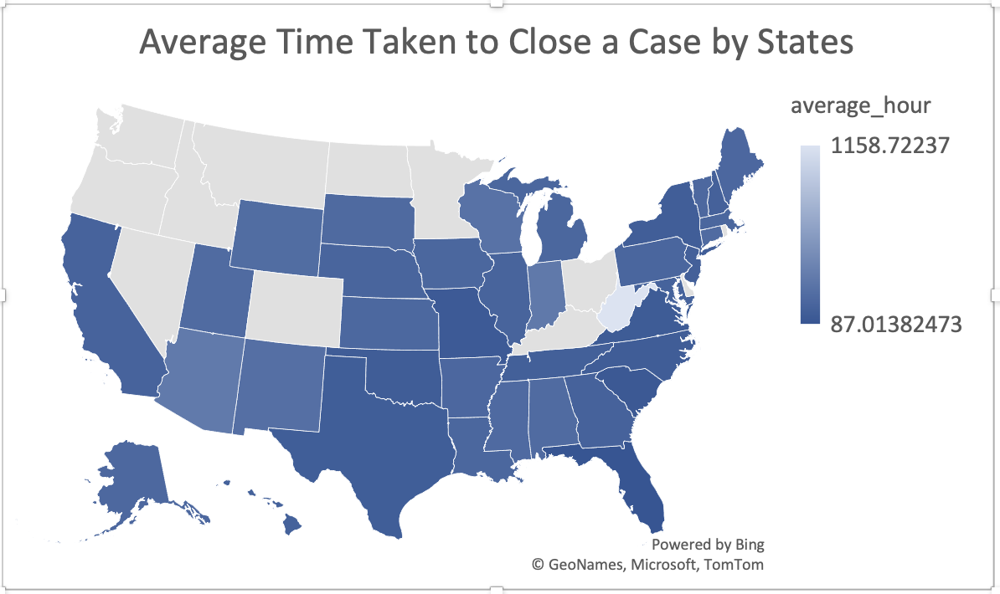 Average Time Taken to Close a Case by States
average_hour
1158.72237
87.01382473
Powered by Bing
© GeoNames, Microsoft, TomTom